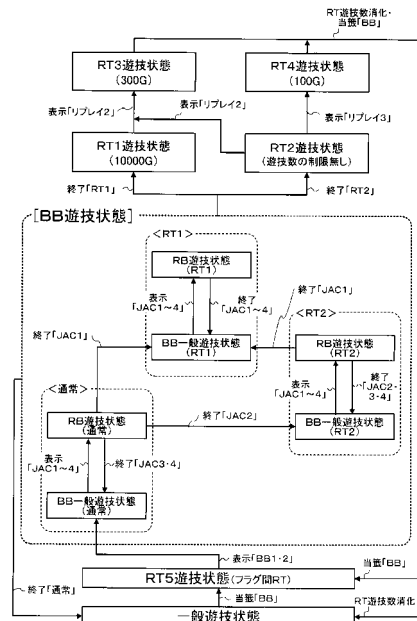 RT遊技数消化・
当籤「BB」
RT3遊技状態
(300G)
RT4遊技状態
(100G)
表示「リプレイ2」
表示「リプレイ2」
表示「リプレイ3」
RT1遊技状態
(10000G)
RT2遊技状態
(遊技数の制限無し)
終了「RT1」
終了「RT2」
[BB遊技状態]
<RT1>
RB遊技状態
(RT1)
表示
「JAC1~4」
終了
「JAC1~4」
終了「JAC1」
終了「JAC1」
BB一般遊技状態
(RT1)
<RT2>
RB遊技状態
(RT2)
表示
「JAC1~4」
終了
「JAC2・
3・4」
BB一般遊技状態
(RT2)
<通常>
RB遊技状態
(通常)
終了「JAC2」
表示
「JAC1~4」
終了「JAC3・4」
BB一般遊技状態
(通常)
表示「BB1・2」
当籤「BB」
RT5遊技状態(フラグ間RT)
終了「通常」
当籤「BB」
RT遊技数消化
一般遊技状態